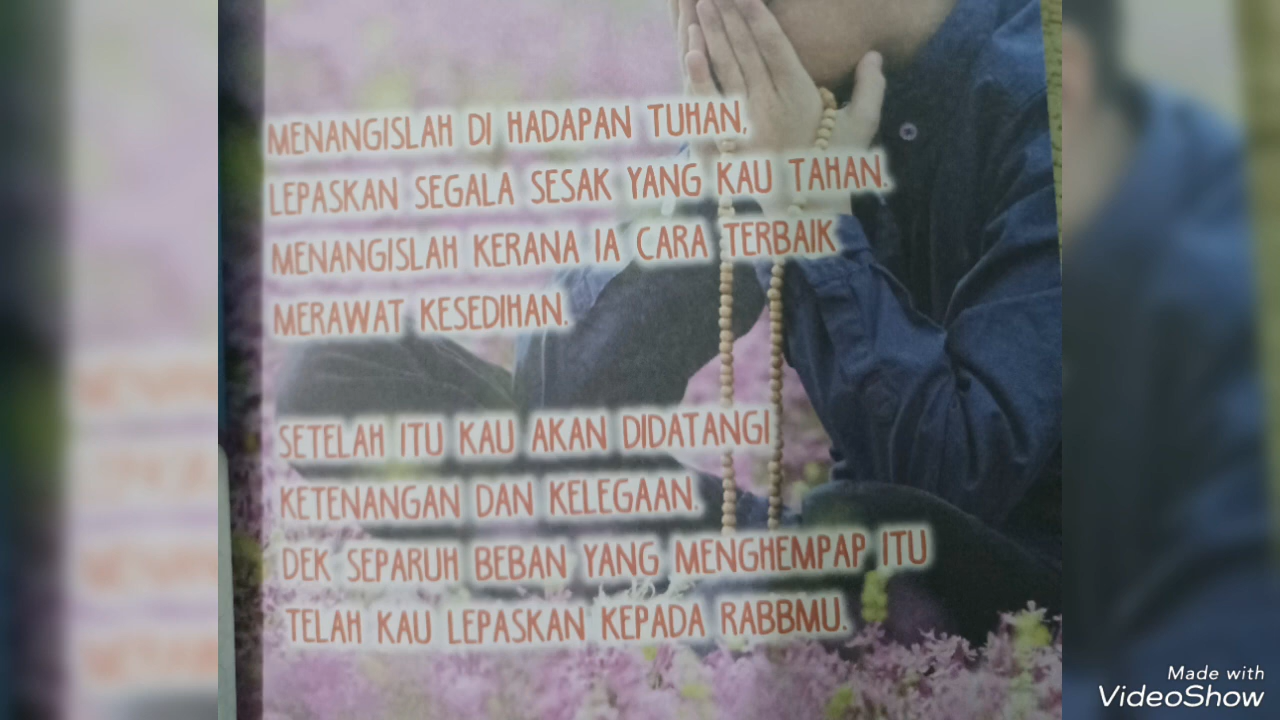 MENANGISLAH DI HADAPAN TUHAN,
LEPASKAN SEGALA SESAK YANG KAU TAHAN.
MENANGISLAH KERANA IA CARA TERBAIK
MERAWAT KESEDIHAN.
SETELAH ITU KAU AKAN DIDATANGI
KETENANGAN DAN KELEGAAN.
DEK SEPARUH BEBAN YANG MENGHEMPAP ITU
TELAH KAU LEPASKAN KEPADA RABBMU.
Made with
VideoShow